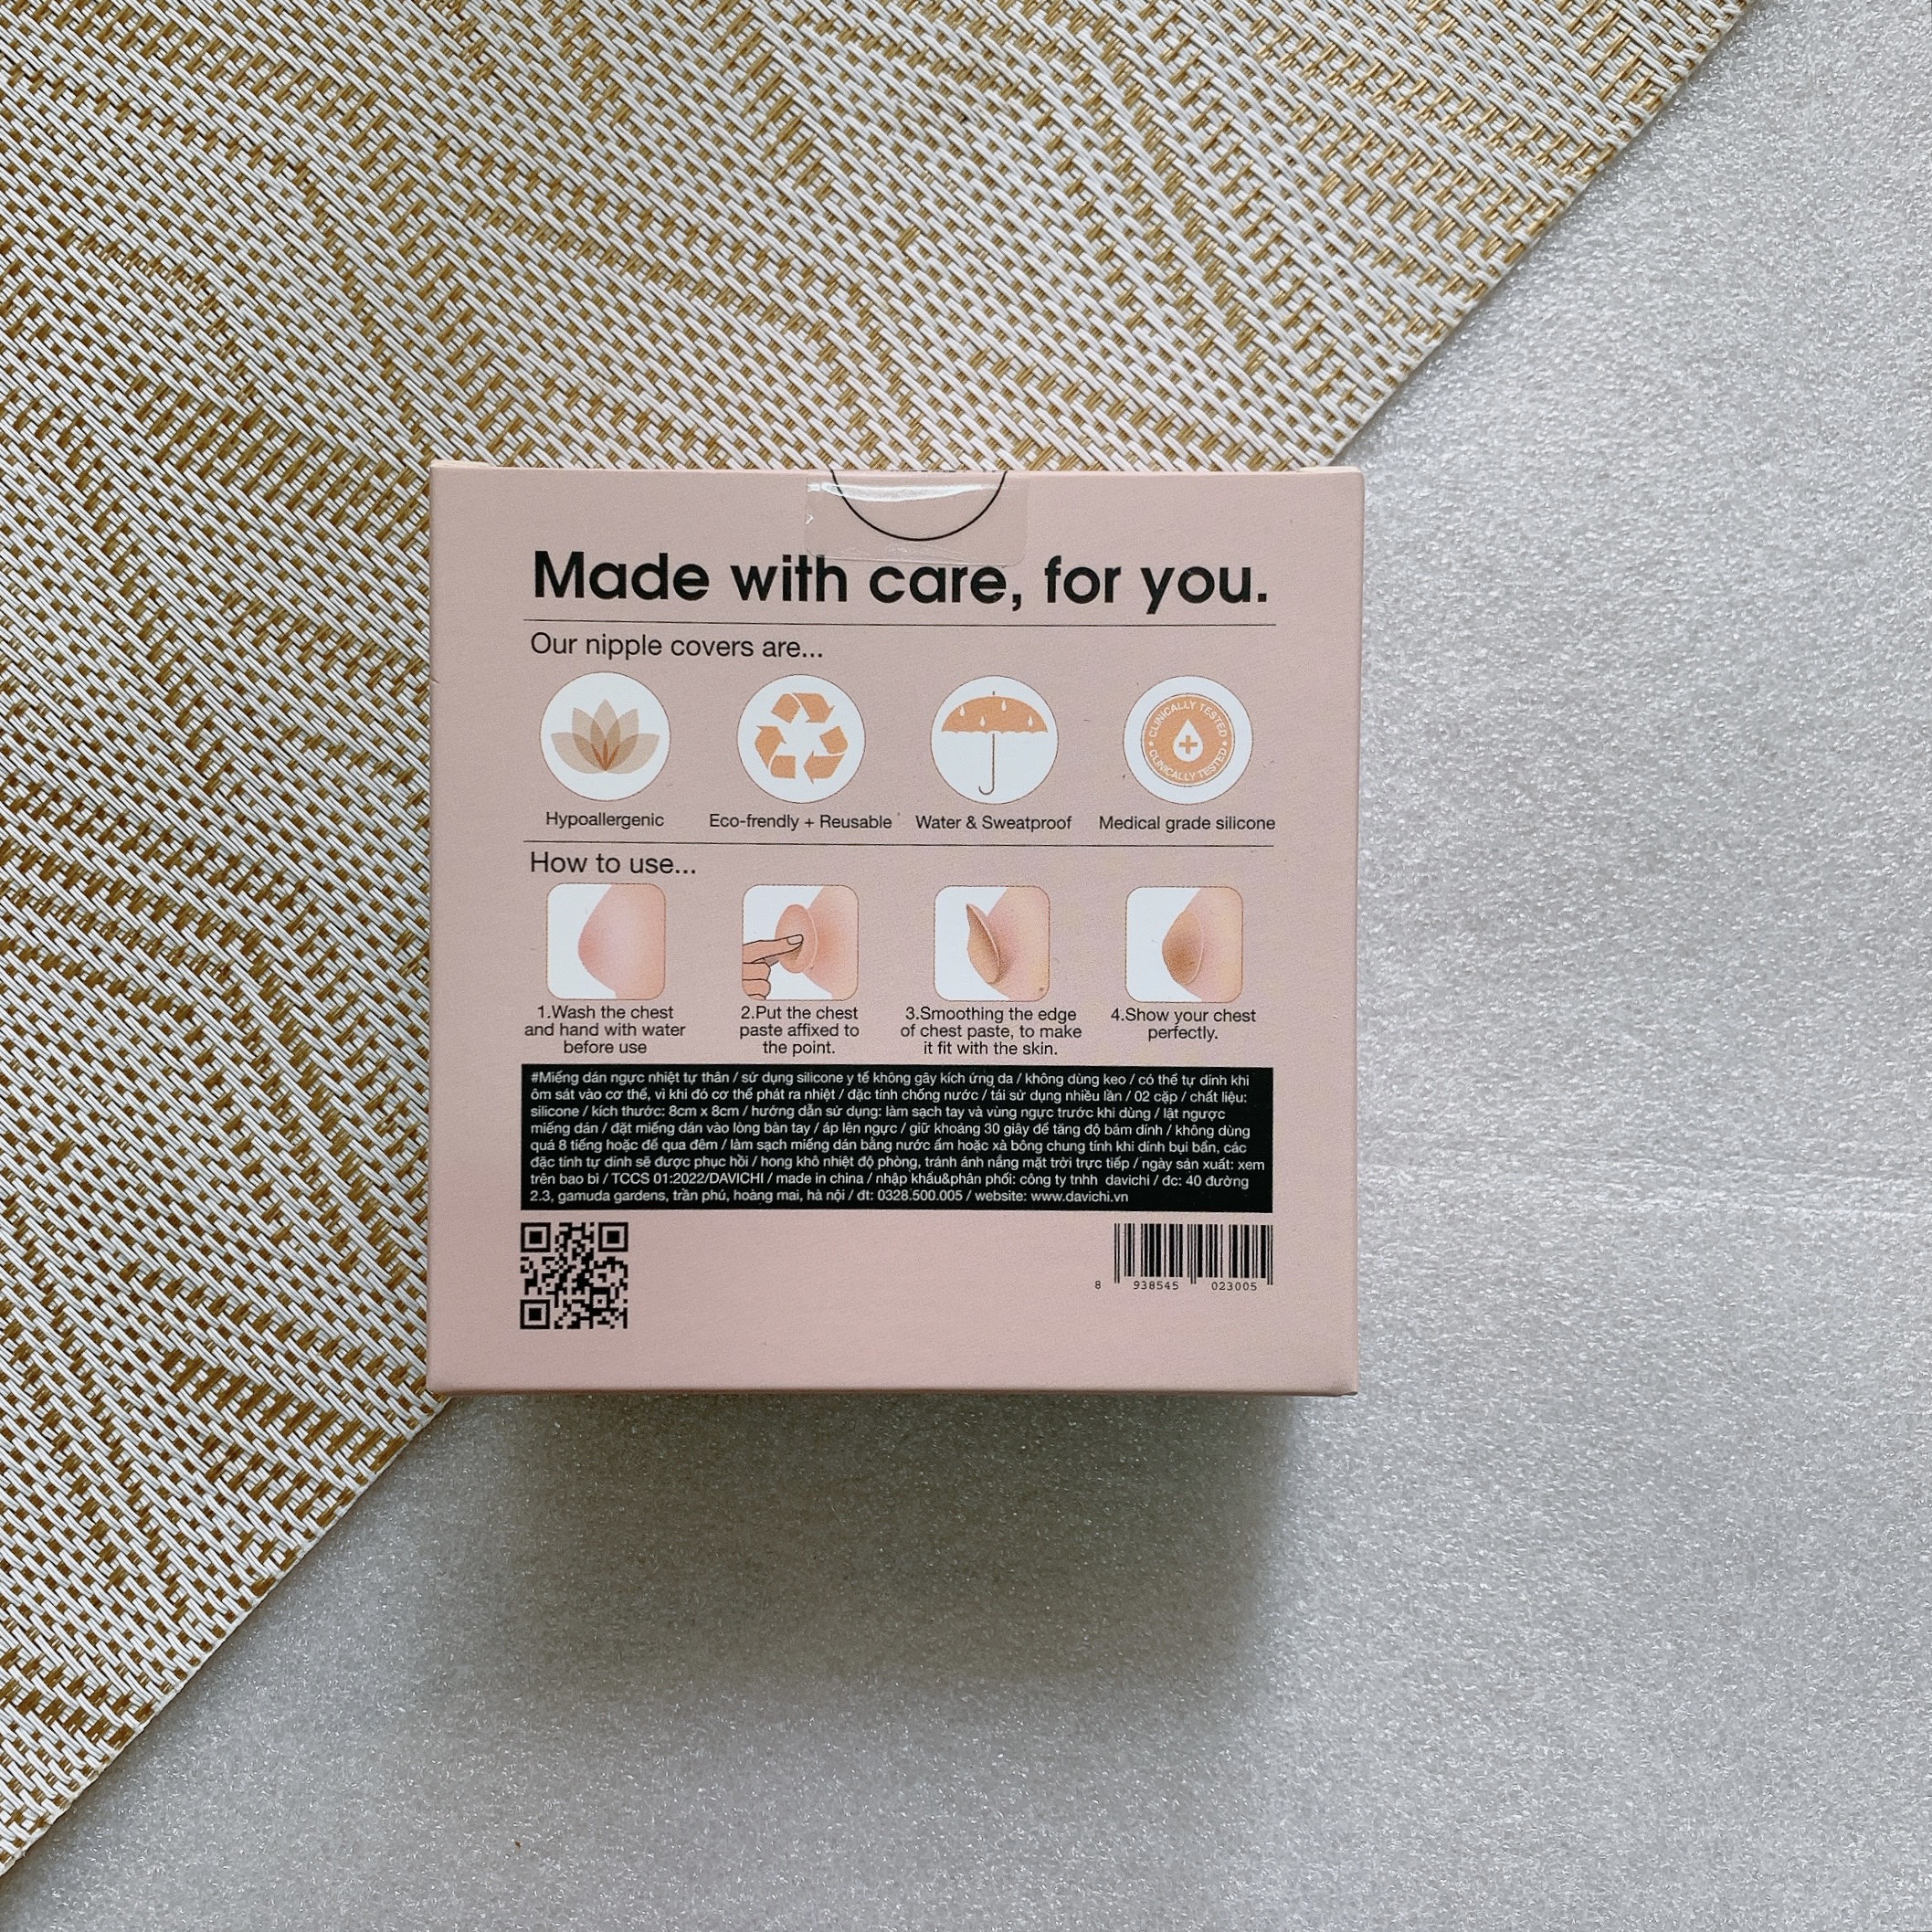 Made with care, for you.
Our nipple covers are...
CLINICALLY TESTED • CLINICALLY TESTED •
Hypoallergenic
Eco-frendly + Reusable
Water & Sweatproof
Medical grade silicone
How to use...
1.Wash the chest
and hand with water
before use
2.Put the chest
paste affixed to
the point.
3.Smoothing the edge
of chest paste, to make
it fit with the skin.
4.Show your chest
perfectly.
#Miếng dán ngực nhiệt tự thân / sử dụng silicone y tế không gây kích ứng da / không dùng keo / có thể tự dính khi
ôm sát vào cơ thể, vì khi đó cơ thể phát ra nhiệt / đặc tính chống nước / tái sử dụng nhiều lần / 02 cặp / chất liệu:
silicone / kích thước: 8cm x 8cm / hướng dẫn sử dụng: làm sạch tay và vùng ngực trước khi dùng / lật ngược
miếng dán / đặt miếng dán vào lòng bàn tay / áp lên ngực / giữ khoảng 30 giây để tăng độ bám dính / không dùng
quá 8 tiếng hoặc để qua đêm / làm sạch miếng dán bằng nước ấm hoặc xà bông chung tính khi dính bụi bẩn, các
đặc tính tự dính sẽ được phục hồi / hong khô nhiệt độ phòng, tránh ánh nắng mặt trời trực tiếp / ngày sản xuất: xem
trên bao bì / TCCS 01:2022/DAVICHI / made in china / nhập khẩu&phân phối: công ty tnhh davichi / đc: 40 đường
2.3, gamuda gardens, trần phú, hoàng mai, hà nội / đt: 0328.500.005 / website: www.davichi.vn
8 938545 023005